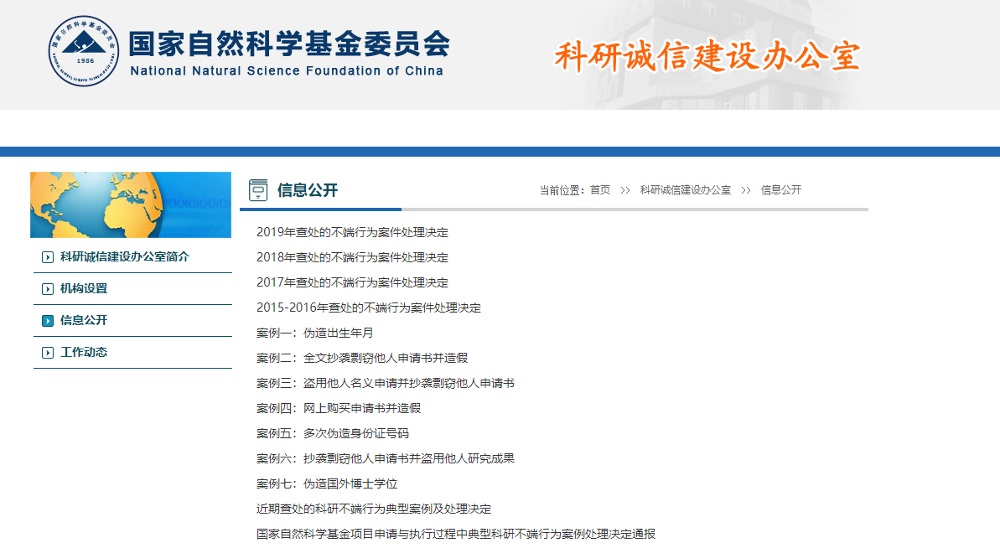 国家自然科学基金委员会
National Natural Science Foundation of China
1986
科研诚信建设办公室
信息公开
当前位置：首页 >> 科研诚信建设办公室 >> 信息公开
科研诚信建设办公室简介
机构设置
信息公开
工作动态
2019年查处的不端行为案件处理决定
2018年查处的不端行为案件处理决定
2017年查处的不端行为案件处理决定
2015-2016年查处的不端行为案件处理决定
案例一：伪造出生年月
案例二：全文抄袭剽窃他人申请书并造假
案例三：盗用他人名义申请并抄袭剽窃他人申请书
案例四：网上购买申请书并造假
案例五：多次伪造身份证号码
案例六：抄袭剽窃他人申请书并盗用他人研究成果
案例七：伪造国外博士学位
近期查处的科研不端行为典型案例及处理决定
国家自然科学基金项目申请与执行过程中典型科研不端行为案例处理决定通报